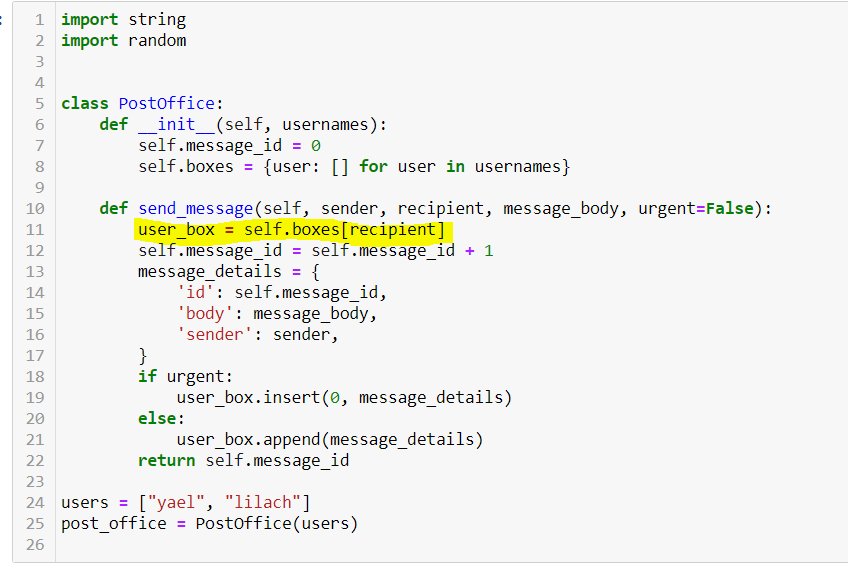 1 import string
2 import random
3
4
5 class PostOffice:
6     def __init__(self, usernames):
7         self.message_id = 0
8         self.boxes = {user: [] for user in usernames}
9
10     def send_message(self, sender, recipient, message_body, urgent=False):
11         user_box = self.boxes[recipient]
12         self.message_id = self.message_id + 1
13         message_details = {
14             'id': self.message_id,
15             'body': message_body,
16             'sender': sender,
17         }
18         if urgent:
19             user_box.insert(0, message_details)
20         else:
21             user_box.append(message_details)
22         return self.message_id
23
24 users = ["yael", "lilach"]
25 post_office = PostOffice(users)
26